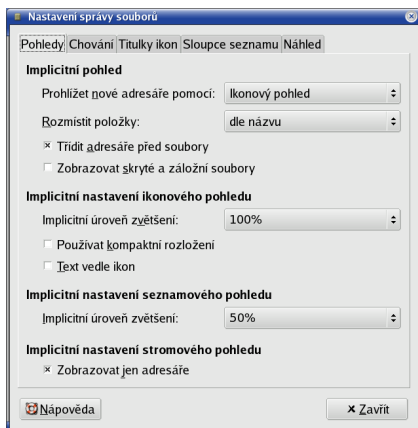 Nastavení správy souborů
Pohledy Chování Titulky ikon Sloupce seznamu Náhled
Implicitní pohled
Prohlížet nové adresáře pomocí: Ikonový pohled
Rozmístit položky: dle názvu
Třídit adresáře před soubory
Zobrazovat skryté a záložní soubory
Implicitní nastavení ikonového pohledu
Implicitní úroveň zvětšení: 100%
Používat kompaktní rozložení
Text vedle ikon
Implicitní nastavení seznamového pohledu
Implicitní úroveň zvětšení: 50%
Implicitní nastavení stromového pohledu
Zobrazovat jen adresáře
Nápověda Zavřít